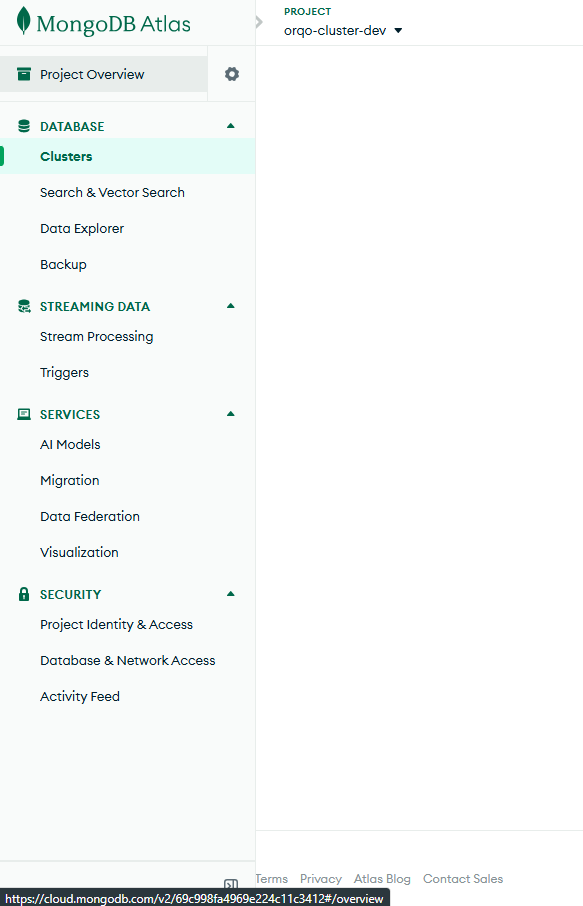 MongoDB Atlas
PROJECT
orqo-cluster-dev
Project Overview
DATABASE
Clusters
Search & Vector Search
Data Explorer
Backup
STREAMING DATA
Stream Processing
Triggers
SERVICES
AI Models
Migration
Data Federation
Visualization
SECURITY
Project Identity & Access
Database & Network Access
Activity Feed
Terms Privacy Atlas Blog Contact Sales
https://cloud.mongodb.com/v2/69c998fa4969e224c11c3412#/overview